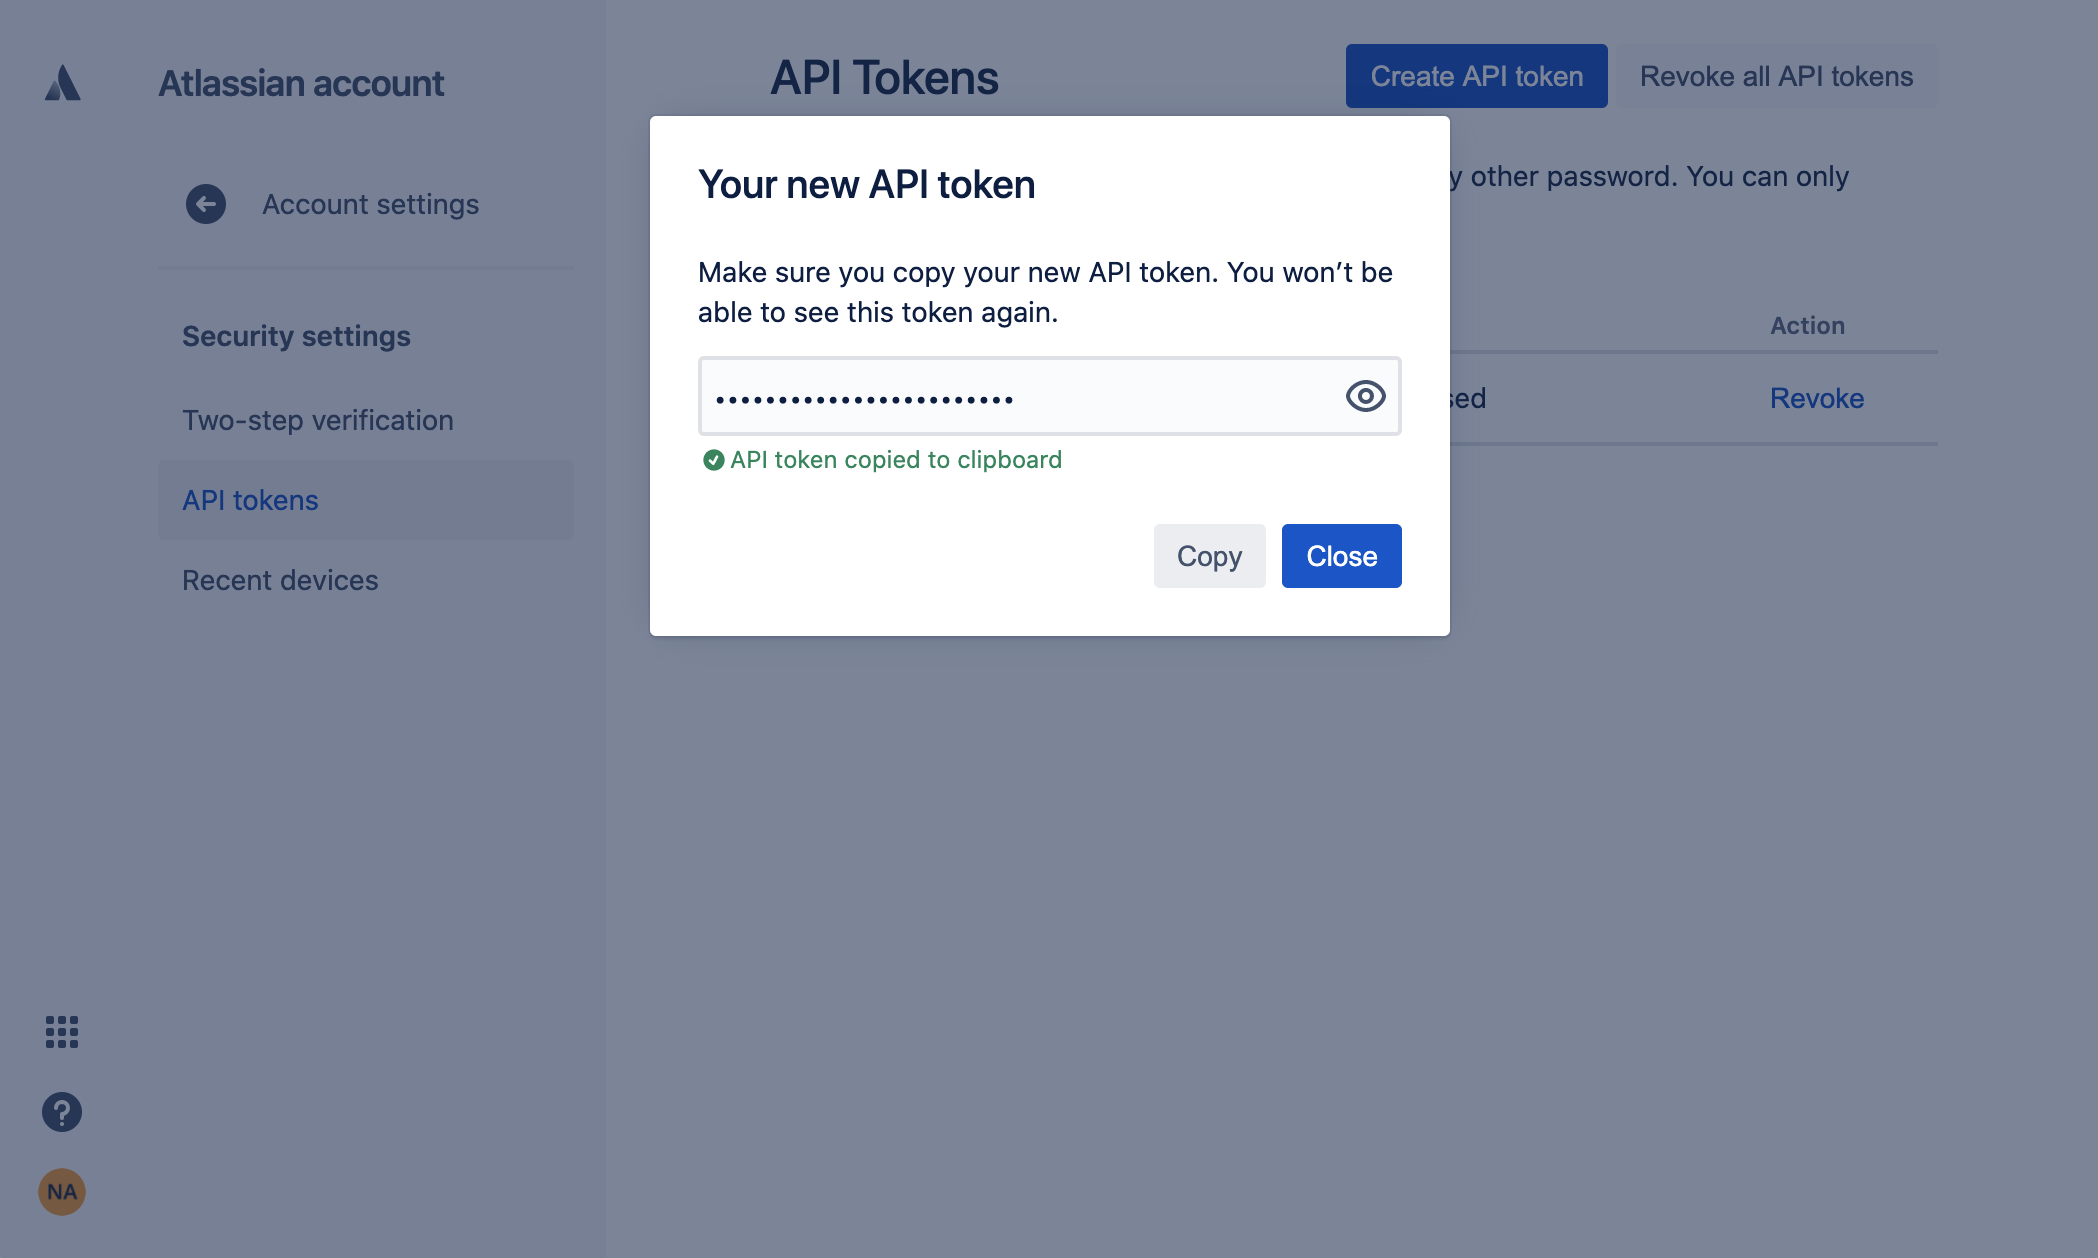 Atlassian account
Account settings
Security settings
Two-step verification
API tokens
Recent devices
NA
API Tokens
Create API token
Revoke all API tokens
other password. You can only
Action
Revoke
Your new API token
Make sure you copy your new API token. You won’t be
able to see this token again.
••••••••••••••••••••••••
API token copied to clipboard
Copy
Close